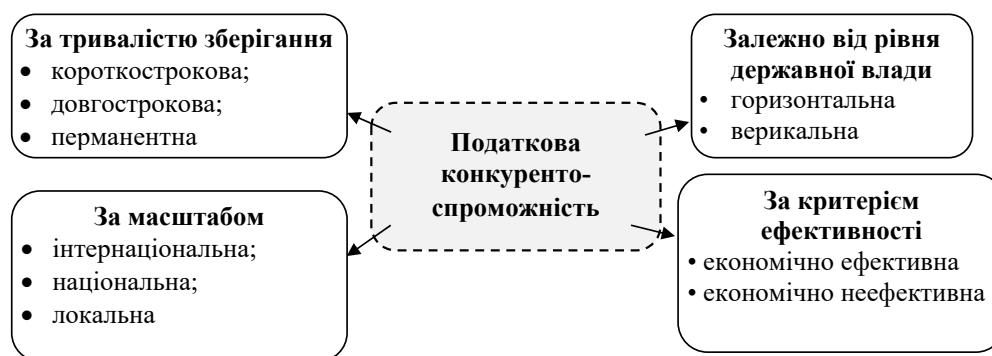 За тривалістю зберігання
• короткострокова;
• довгострокова;
• перманентна
Залежно від рівня
державної влади
• горизонтальна
• верикальна
Податкова
конкуренто-
спроможність
За масштабом
• інтернаціональна;
• національна;
• локальна
За критерієм
ефективності
• економічно ефективна
• економічно неефективна